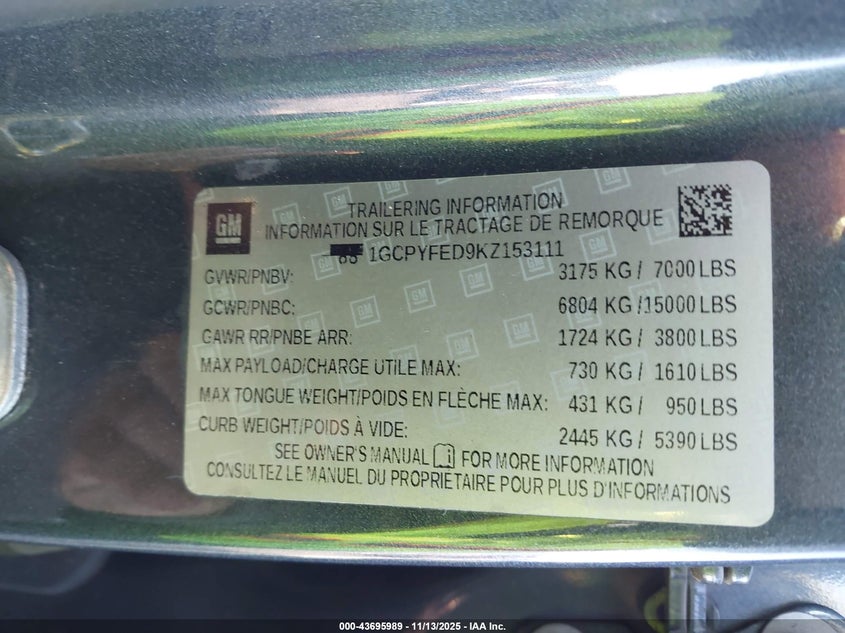 GM
TRAILERING INFORMATION
INFORMATION SUR LE TRACTAGE DE REMORQUE
1GCPYFED9KZ153111
GVWR/PNBV: 3175 KG / 7000 LBS
GCWR/PNBC: 6804 KG /15000 LBS
GAWR RR/PNBE ARR: 1724 KG / 3800 LBS
MAX PAYLOAD/CHARGE UTILE MAX: 730 KG / 1610 LBS
MAX TONGUE WEIGHT/POIDS EN FLÈCHE MAX: 431 KG / 950 LBS
CURB WEIGHT/POIDS À VIDE: 2445 KG / 5390 LBS
SEE OWNER'S MANUAL FOR MORE INFORMATION
CONSULTEZ LE MANUEL DU PROPRIÉTAIRE POUR PLUS D'INFORMATIONS
000-43695989 — 11/13/2025 — IAA Inc.